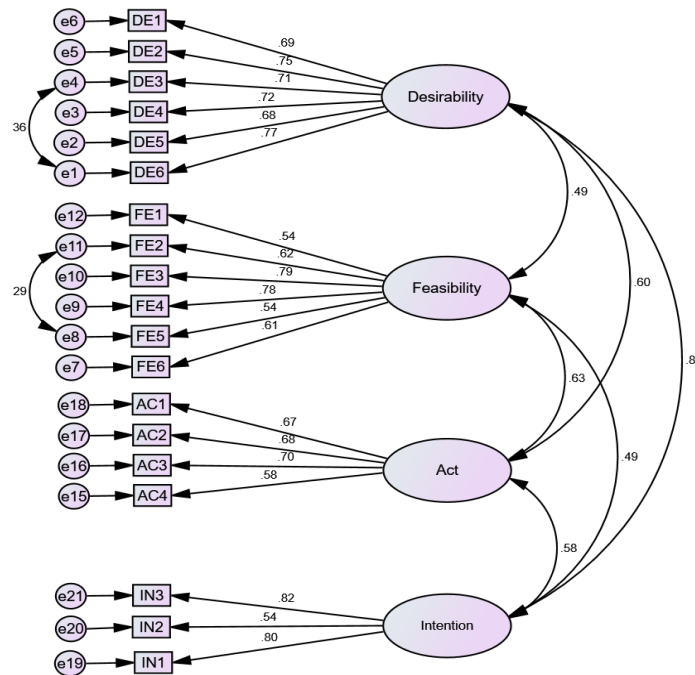 e6 DE1
.69
e5 DE2
.75
e4 DE3
.71
Desirability
e3 DE4
.72
36
e2 DE5
.68
e1 DE6
.77
.49
e12 FE1
.54
e11 FE2
.62
e10 FE3
.79
Feasibility
.60
29
e9 FE4
.78
e8 FE5
.54
e7 FE6
.61
.8
.63
e18 AC1
.67
e17 AC2
.68
e16 AC3
.70
Act
.49
e15 AC4
.58
.58
e21 IN3
.82
e20 IN2
.54
Intention
e19 IN1
.80